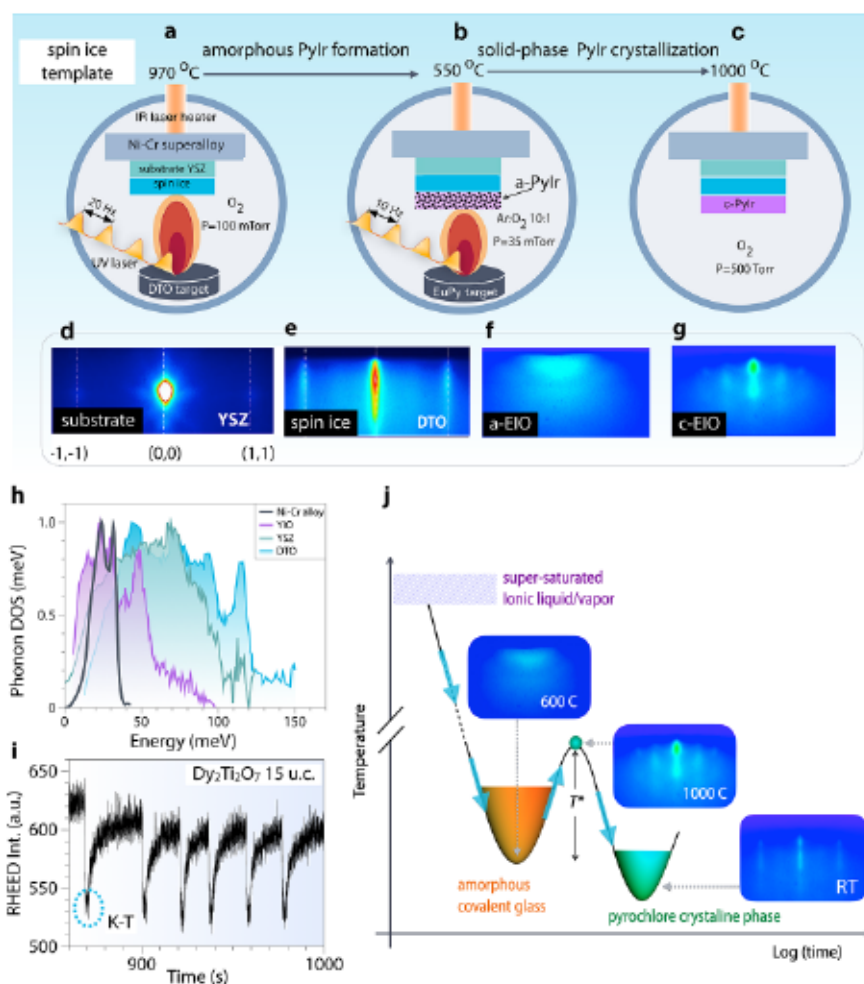 a
b
c
spin ice
template
amorphous PyIr formation
solid-phase PyIr crystallization
970 °C
550 °C
1000 °C
IR laser heater
Ni-Cr superalloy
substrate YSZ
spin ice
20 Hz
O2
P=100 mTorr
UV laser
DTO target
a-PyIr
10 Hz
Ar:O2 10:1
P=35 mTorr
EuPy target
c-PyIr
O2
P=500 Torr
d
e
f
g
substrate
YSZ
spin ice
DTO
a-EIO
c-EIO
-1,-1)
(0,0)
(1,1)
h
Phonon DOS (meV)
1.0
0.5
0
Ni-Cr alloy
YIO
YSZ
DTO
0
50
100
150
Energy (meV)
i
RHEED Int. (a.u.)
650
600
550
500
Dy2Ti2O7 15 u.c.
K-T
900
1000
Time (s)
j
super-saturated
Ionic liquid/vapor
600 C
Temperature
1000 C
T*
RT
amorphous
covalent glass
pyrochlore crystaline phase
Log (time)